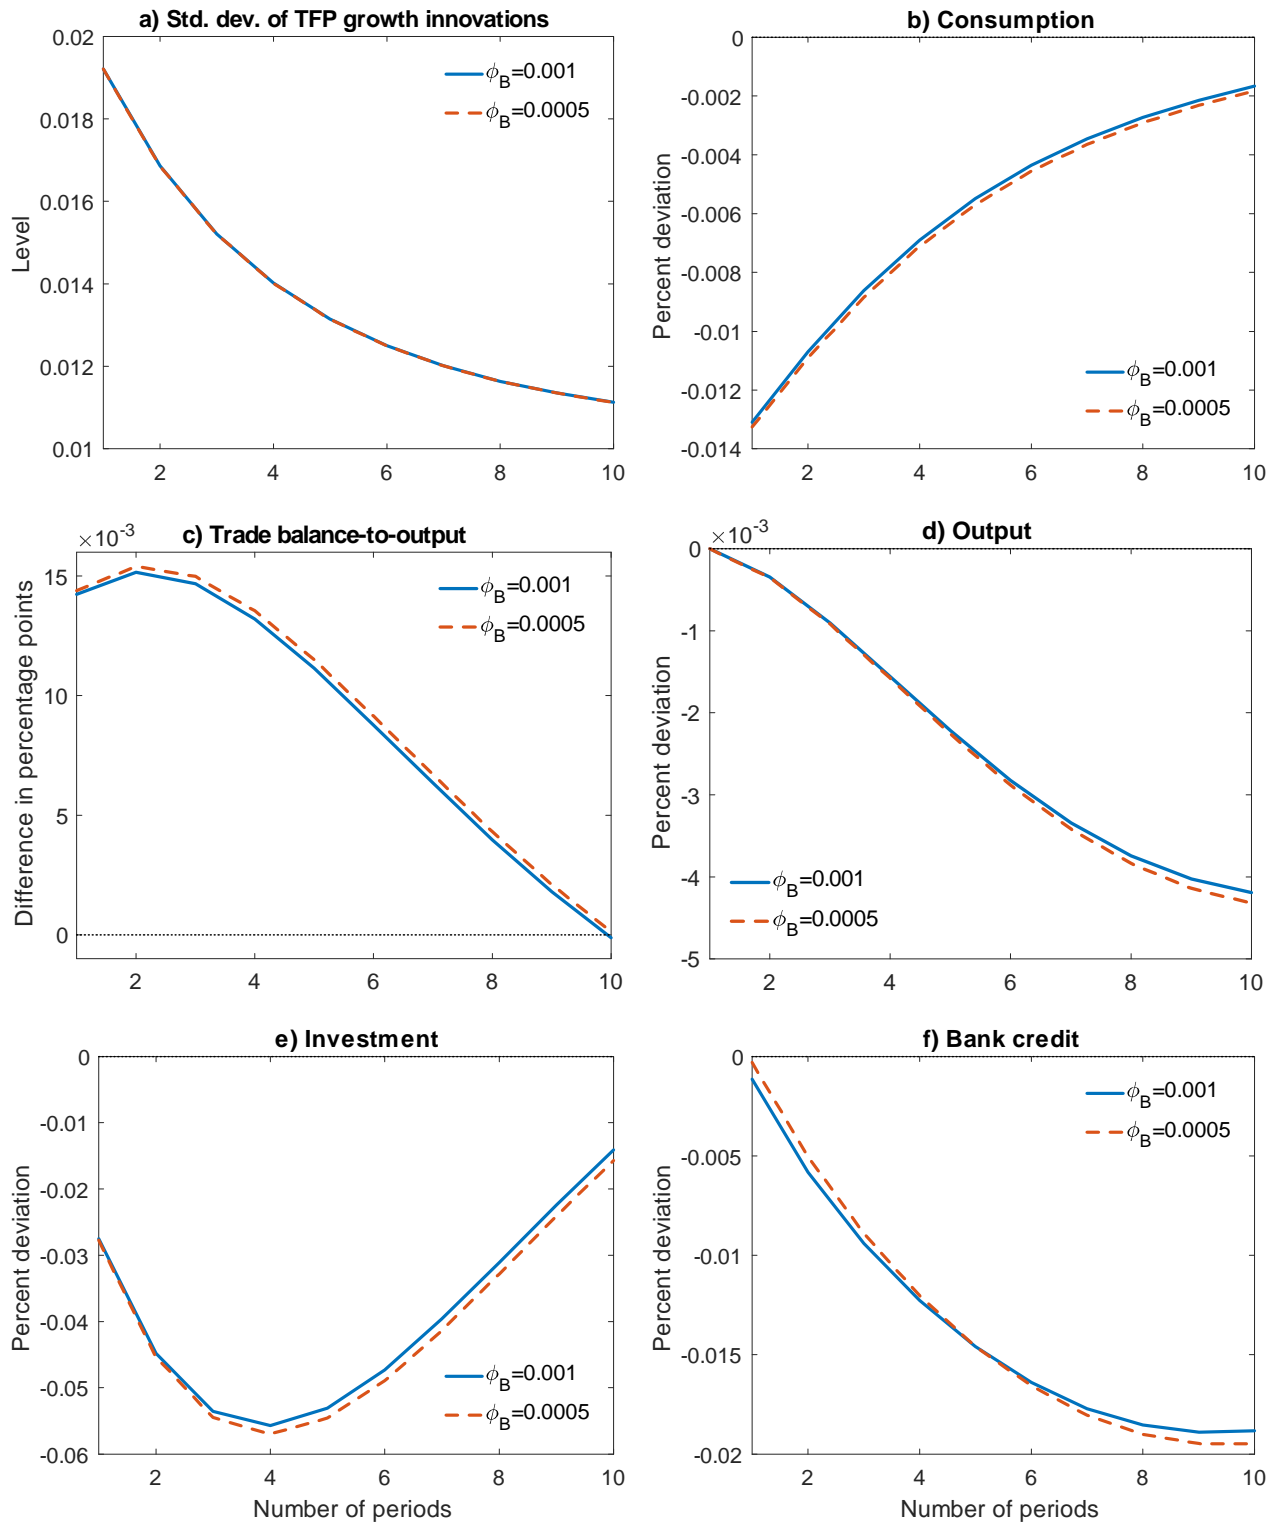 a) Std. dev. of TFP growth innovations
0.02
0.018
0.016
0.014
0.012
0.01
Level
ϕB=0.001
ϕB=0.0005
2
4
6
8
10
b) Consumption
0
-0.002
-0.004
-0.006
-0.008
-0.01
-0.012
-0.014
Percent deviation
ϕB=0.001
ϕB=0.0005
2
4
6
8
10
c) Trade balance-to-output
×10-3
15
10
5
0
Difference in percentage points
ϕB=0.001
ϕB=0.0005
2
4
6
8
10
d) Output
×10-3
0
-1
-2
-3
-4
-5
Percent deviation
ϕB=0.001
ϕB=0.0005
2
4
6
8
10
e) Investment
0
-0.01
-0.02
-0.03
-0.04
-0.05
-0.06
Percent deviation
ϕB=0.001
ϕB=0.0005
2
4
6
8
10
Number of periods
f) Bank credit
0
-0.005
-0.01
-0.015
-0.02
Percent deviation
ϕB=0.001
ϕB=0.0005
2
4
6
8
10
Number of periods